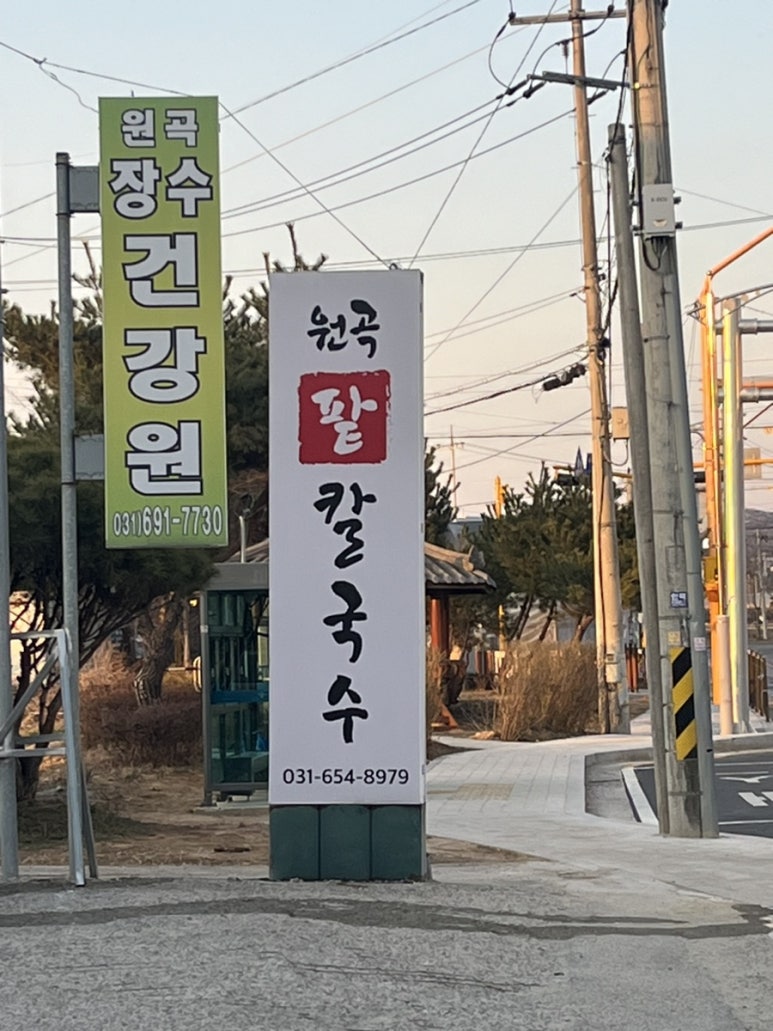 원곡
장수
건
강
원
031)691-7730
원곡
팥
칼
국
수
031-654-8979